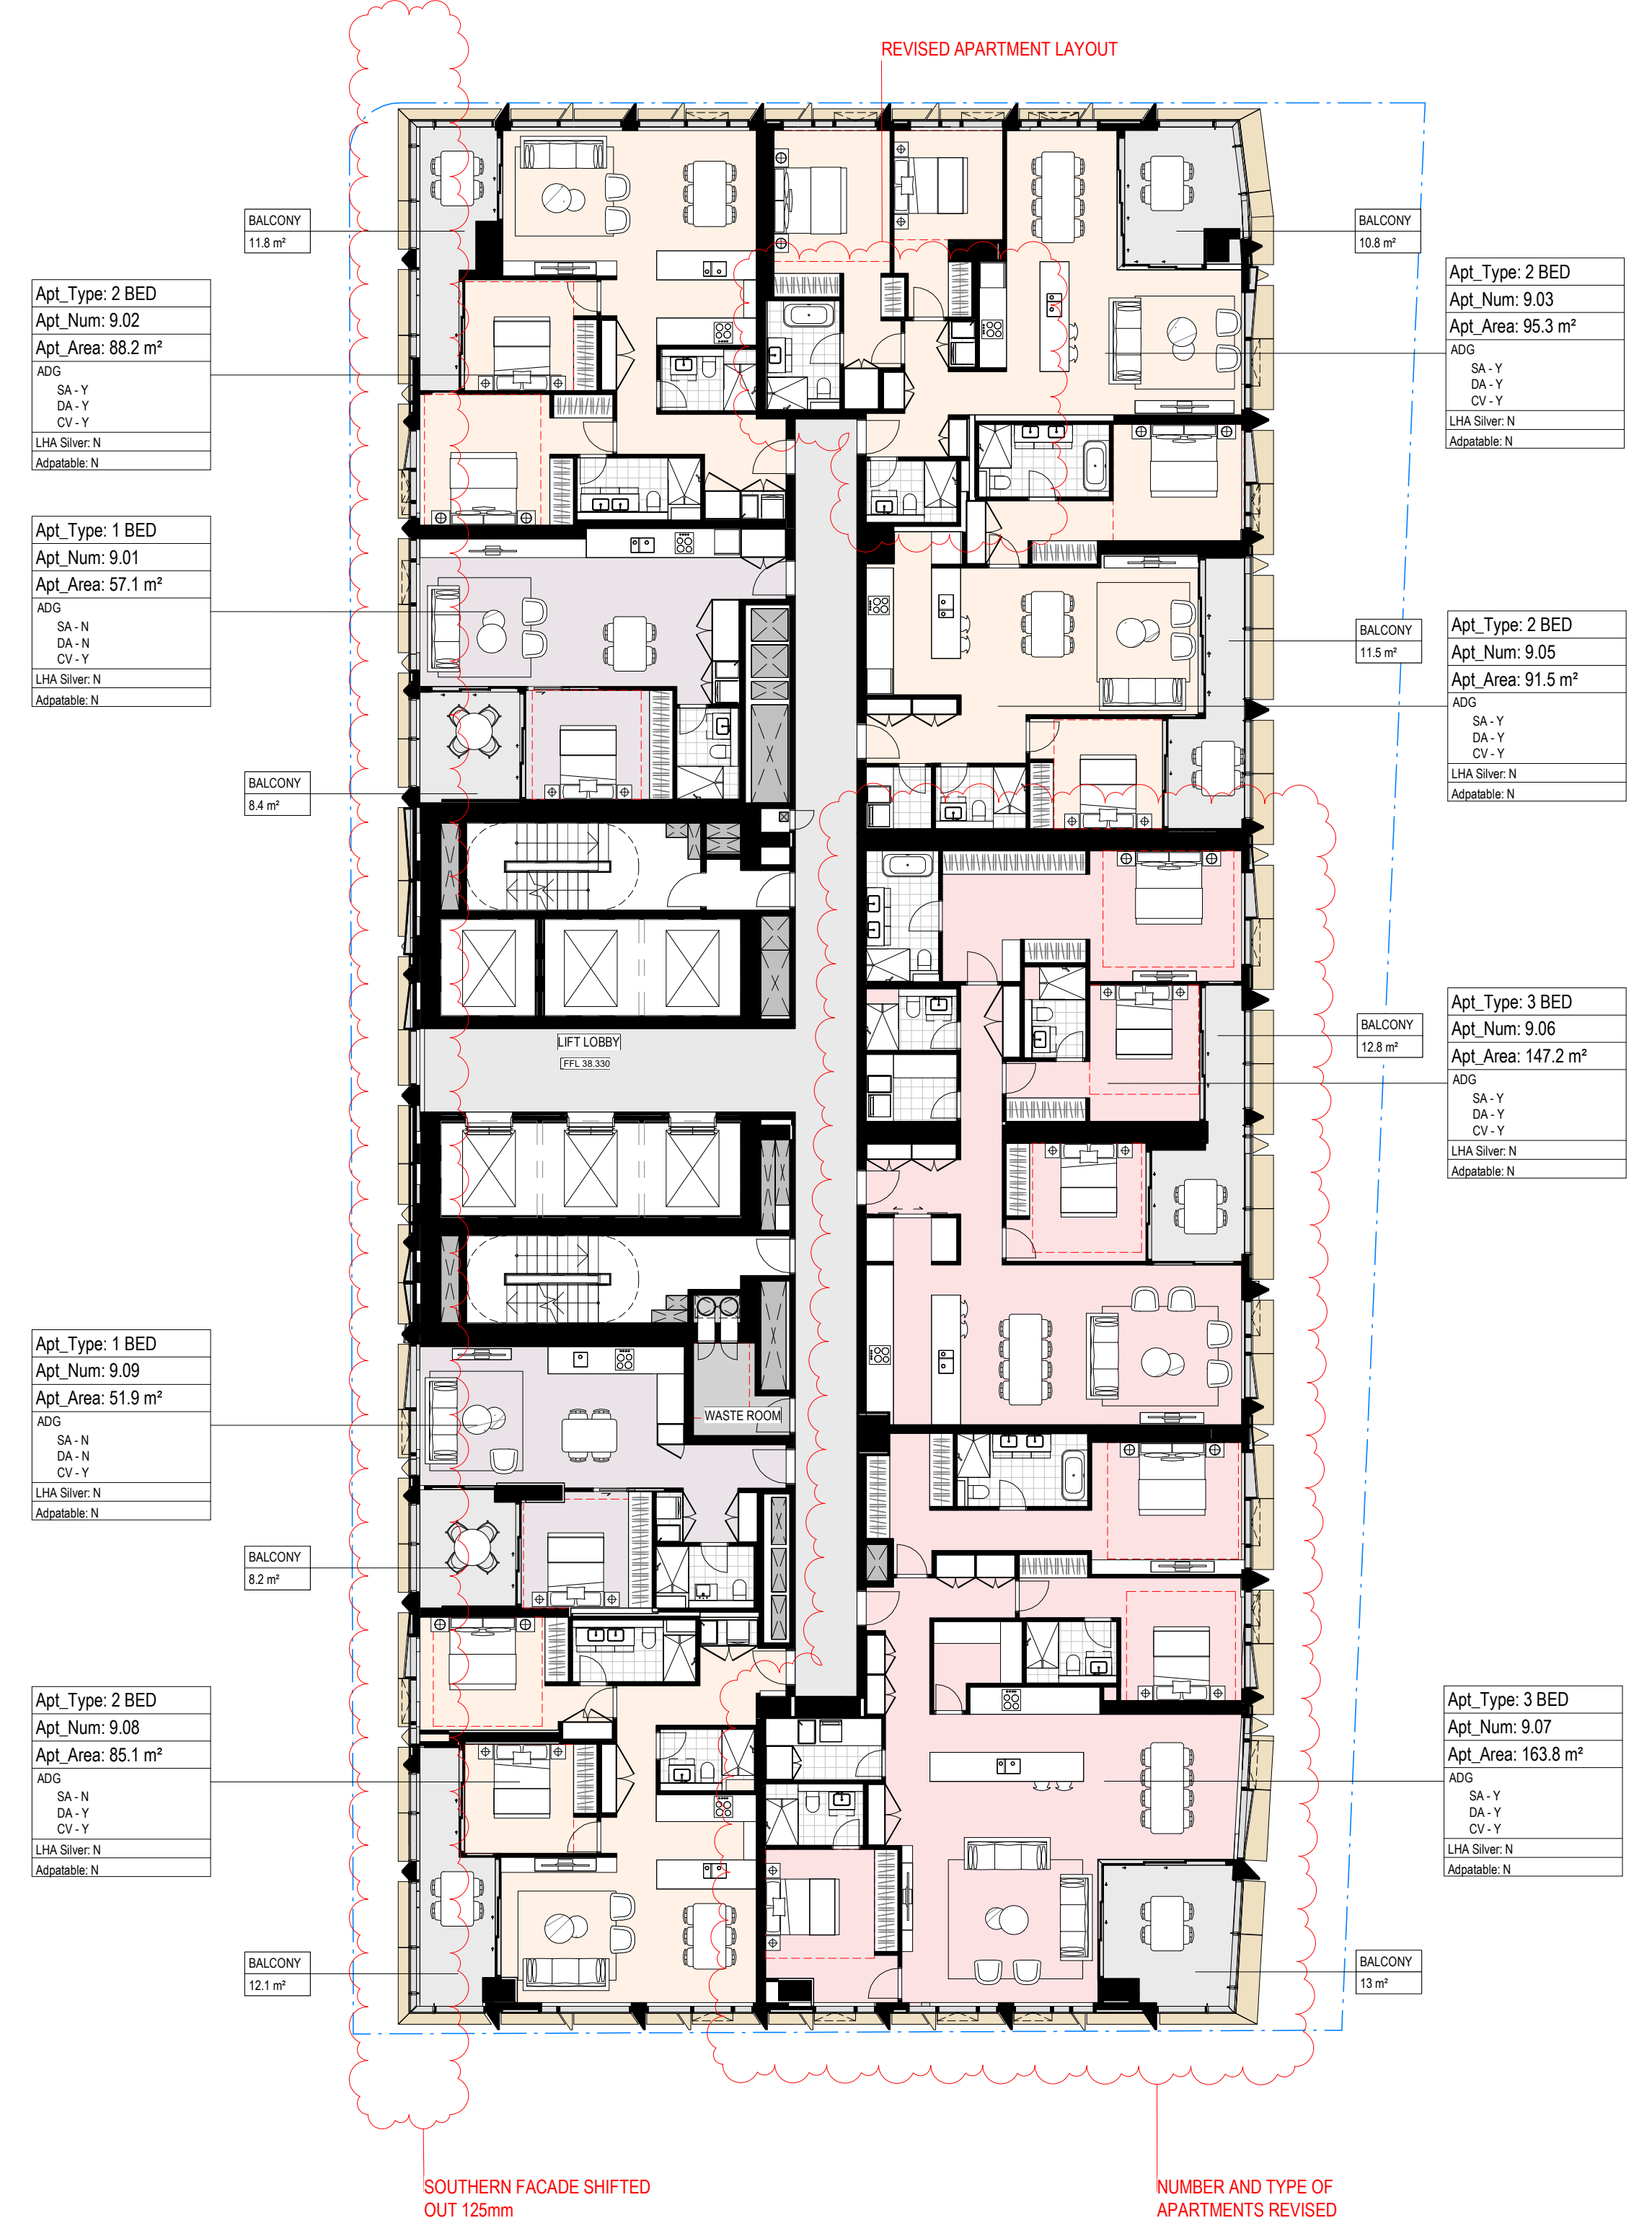 REVISED APARTMENT LAYOUT
BALCONY
11.8 m²
Apt_Type: 2 BED
Apt_Num: 9.02
Apt_Area: 88.2 m²
ADG
SA - Y
DA - Y
CV - Y
LHA Silver: N
Adpatable: N
Apt_Type: 1 BED
Apt_Num: 9.01
Apt_Area: 57.1 m²
ADG
SA - N
DA - N
CV - Y
LHA Silver: N
Adpatable: N
BALCONY
8.4 m²
LIFT LOBBY
FFL 38.330
Apt_Type: 1 BED
Apt_Num: 9.09
Apt_Area: 51.9 m²
ADG
SA - N
DA - N
CV - Y
LHA Silver: N
Adpatable: N
WASTE ROOM
BALCONY
8.2 m²
Apt_Type: 2 BED
Apt_Num: 9.08
Apt_Area: 85.1 m²
ADG
SA - N
DA - Y
CV - Y
LHA Silver: N
Adpatable: N
BALCONY
12.1 m²
BALCONY
10.8 m²
Apt_Type: 2 BED
Apt_Num: 9.03
Apt_Area: 95.3 m²
ADG
SA - Y
DA - Y
CV - Y
LHA Silver: N
Adpatable: N
BALCONY
11.5 m²
Apt_Type: 2 BED
Apt_Num: 9.05
Apt_Area: 91.5 m²
ADG
SA - Y
DA - Y
CV - Y
LHA Silver: N
Adpatable: N
BALCONY
12.8 m²
Apt_Type: 3 BED
Apt_Num: 9.06
Apt_Area: 147.2 m²
ADG
SA - Y
DA - Y
CV - Y
LHA Silver: N
Adpatable: N
Apt_Type: 3 BED
Apt_Num: 9.07
Apt_Area: 163.8 m²
ADG
SA - Y
DA - Y
CV - Y
LHA Silver: N
Adpatable: N
BALCONY
13 m²
SOUTHERN FACADE SHIFTED
OUT 125mm
NUMBER AND TYPE OF
APARTMENTS REVISED